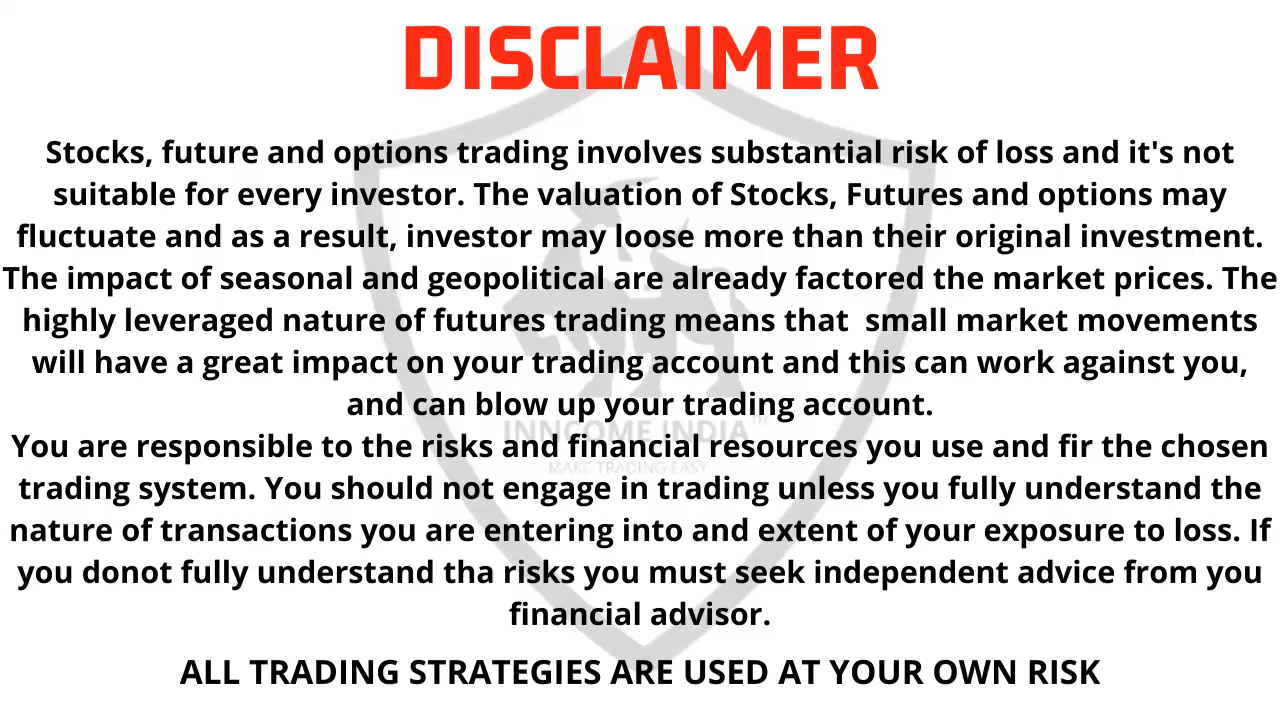 DISCLAIMER
Stocks, future and options trading involves substantial risk of loss and it's not
suitable for every investor. The valuation of Stocks, Futures and options may
fluctuate and as a result, investor may loose more than their original investment.
The impact of seasonal and geopolitical are already factored the market prices. The
highly leveraged nature of futures trading means that  small market movements
will have a great impact on your trading account and this can work against you,
and can blow up your trading account.
INNCOME INDIA™
You are responsible to the risks and financial resources you use and fir the chosen
MAKE TRADING EASY
trading system. You should not engage in trading unless you fully understand the
nature of transactions you are entering into and extent of your exposure to loss. If
you donot fully understand tha risks you must seek independent advice from you
financial advisor.
ALL TRADING STRATEGIES ARE USED AT YOUR OWN RISK